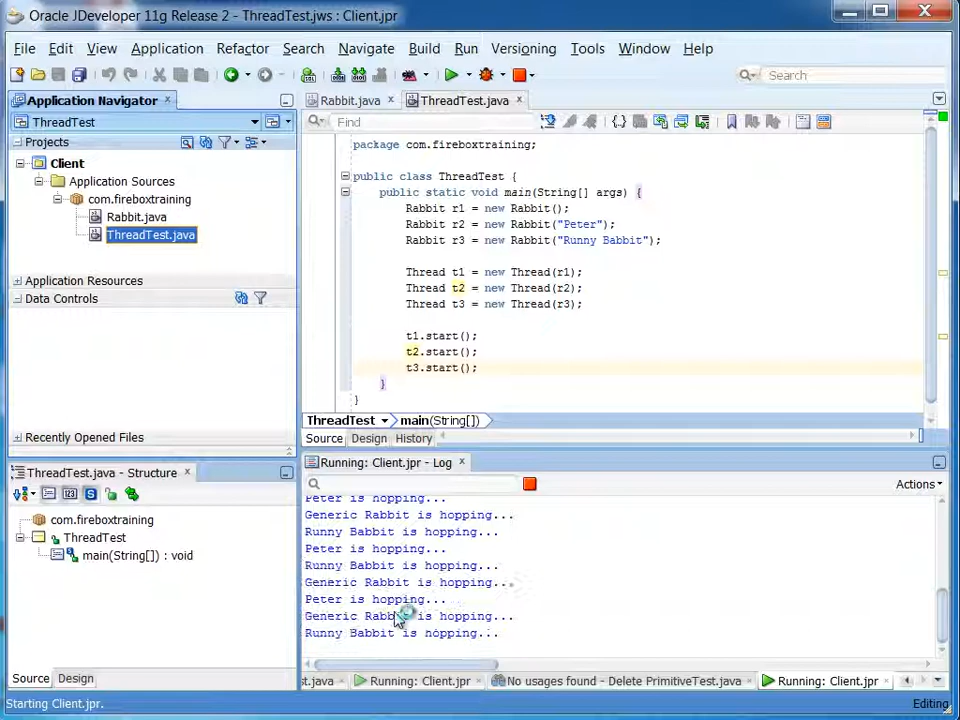 Oracle JDeveloper 11g Release 2 - ThreadTest.jws : Client.jpr
File Edit View Application Refactor Search Navigate Build Run Versioning Tools Window Help
Search
Application Navigator
ThreadTest
Projects
Client
Application Sources
com.fireboxtraining
Rabbit.java
ThreadTest.java
Application Resources
Data Controls
Recently Opened Files
ThreadTest.java - Structure
com.fireboxtraining
ThreadTest
main(String[]) : void
Source Design
Rabbit.java ThreadTest.java
Find
package com.fireboxtraining;
public class ThreadTest {
public static void main(String[] args) {
Rabbit r1 = new Rabbit();
Rabbit r2 = new Rabbit("Peter");
Rabbit r3 = new Rabbit("Runny Babbit");
Thread t1 = new Thread(r1);
Thread t2 = new Thread(r2);
Thread t3 = new Thread(r3);
t1.start();
t2.start();
t3.start();
}
}
ThreadTest main(String[])
Source Design History
Running: Client.jpr - Log
Actions
Peter is hopping...
Generic Rabbit is hopping...
Runny Babbit is hopping...
Peter is hopping...
Runny Babbit is hopping...
Generic Rabbit is hopping...
Peter is hopping...
Generic Rabbit is hopping...
Runny Babbit is hopping...
st.java Running: Client.jpr No usages found - Delete PrimitiveTest.java Running: Client.jpr
Starting Client.jpr.
Editing